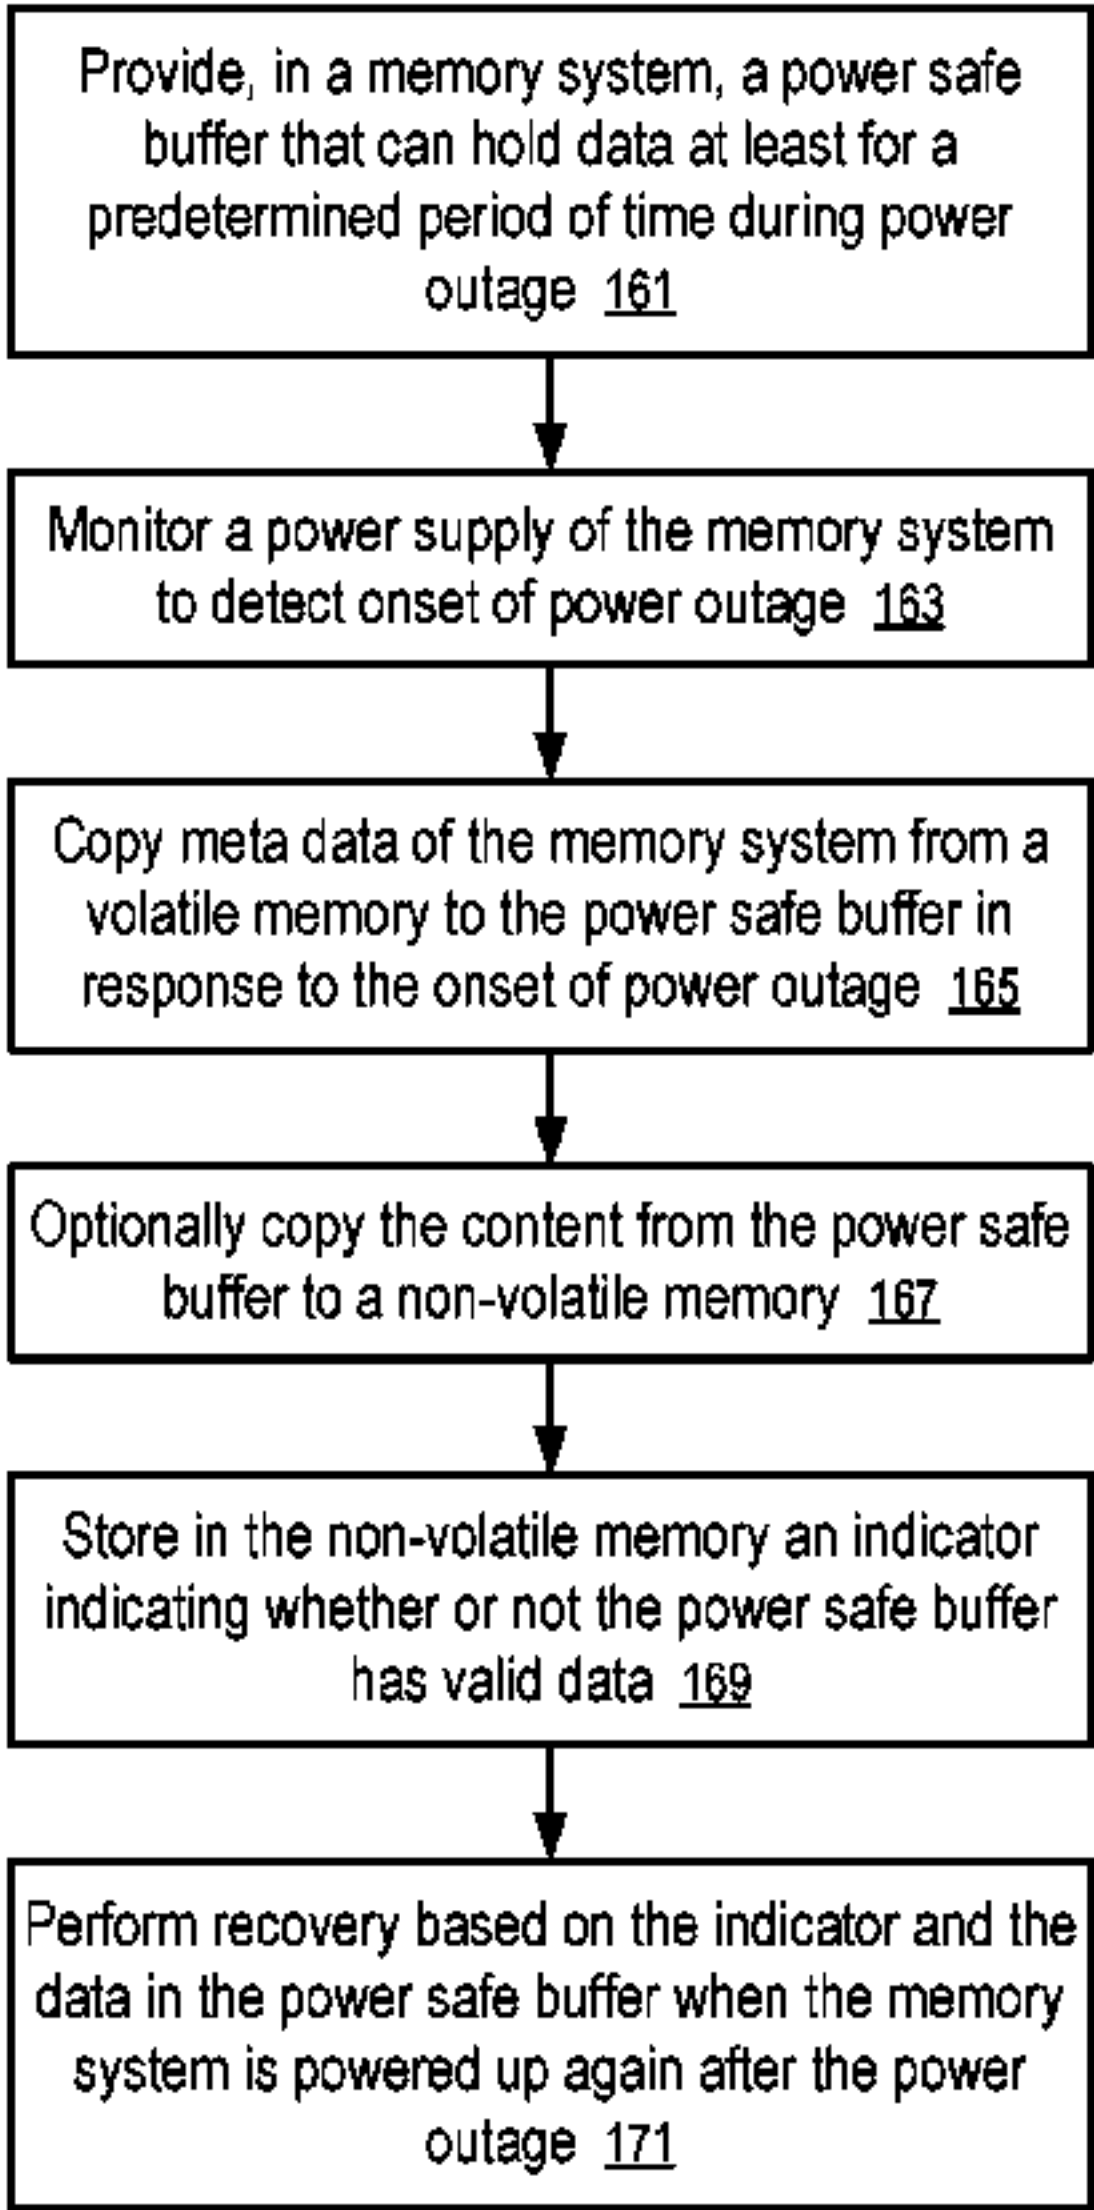 Provide, in a memory system, a power safe
buffer that can hold data at least for a
predetermined period of time during power
outage 161
Monitor a power supply of the memory system
to detect onset of power outage 163
Copy meta data of the memory system from a
volatile memory to the power safe buffer in
response to the onset of power outage 165
Optionally copy the content from the power safe
buffer to a non-volatile memory 167
Store in the non-volatile memory an indicator
indicating whether or not the power safe buffer
has valid data 169
Perform recovery based on the indicator and the
data in the power safe buffer when the memory
system is powered up again after the power
outage 171